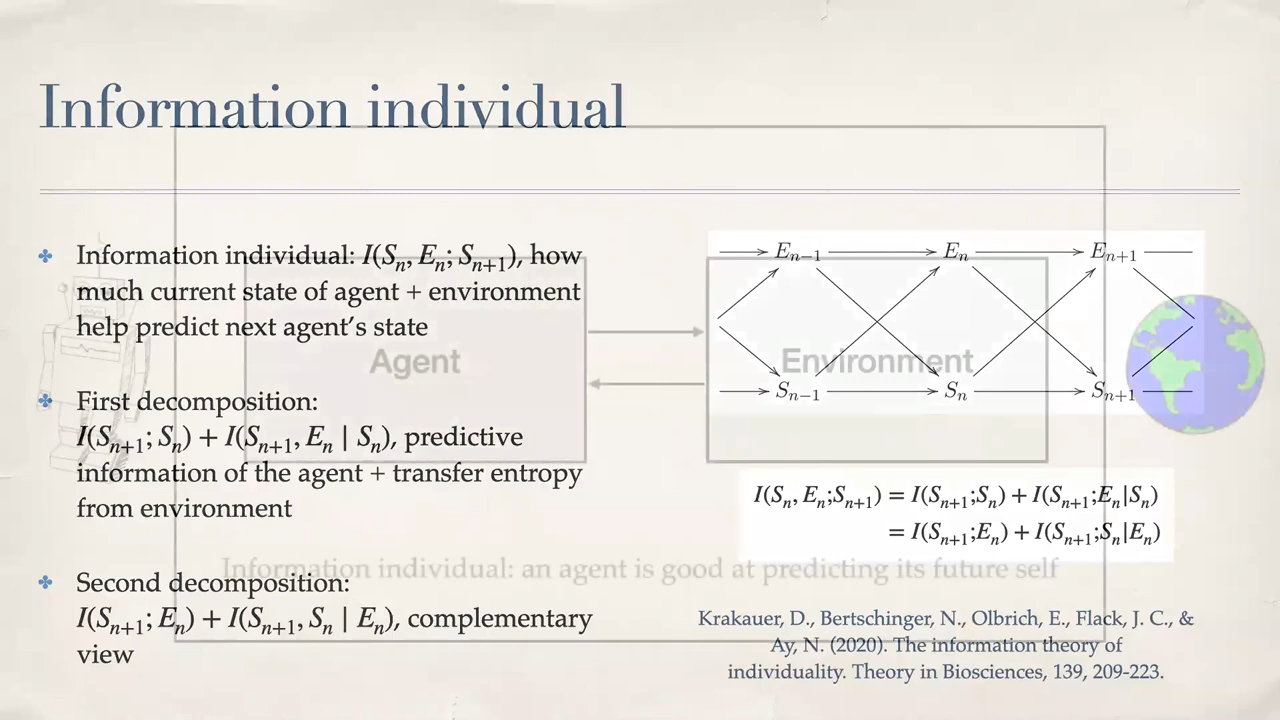 Information individual
Information individual: I(Sₙ, Eₙ; Sₙ₊₁), how
much current state of agent + environment
help predict next agent’s state
First decomposition:
I(Sₙ₊₁; Sₙ) + I(Sₙ₊₁, Eₙ | Sₙ), predictive
information of the agent + transfer entropy
from environment
Second decomposition:
I(Sₙ₊₁; Eₙ) + I(Sₙ₊₁, Sₙ | Eₙ), complementary
view
Eₙ₋₁ Eₙ Eₙ₊₁
Sₙ₋₁ Sₙ Sₙ₊₁
Agent
Environment
I(Sₙ, Eₙ;Sₙ₊₁) = I(Sₙ₊₁;Sₙ) + I(Sₙ₊₁;Eₙ|Sₙ)
= I(Sₙ₊₁;Eₙ) + I(Sₙ₊₁;Sₙ|Eₙ)
Information individual: an agent is good at predicting its future self
Krakauer, D., Bertschinger, N., Olbrich, E., Flack, J. C., &
Ay, N. (2020). The information theory of
individuality. Theory in Biosciences, 139, 209-223.